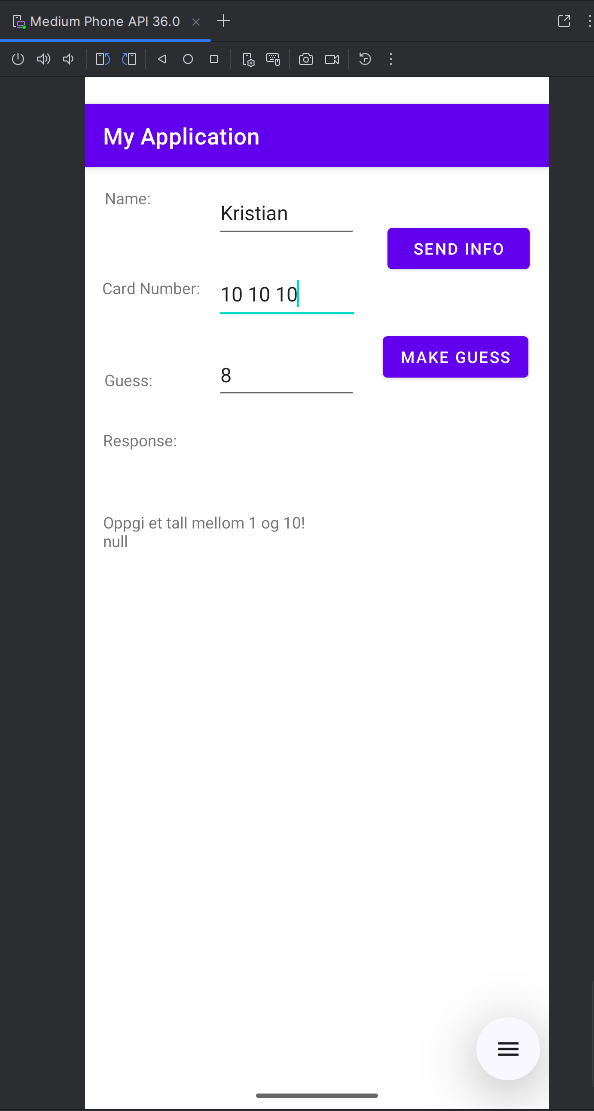 Medium Phone API 36.0
My Application
Name:
Kristian
SEND INFO
Card Number:
10 10 10
MAKE GUESS
Guess:
8
Response:
Oppgi et tall mellom 1 og 10!
null